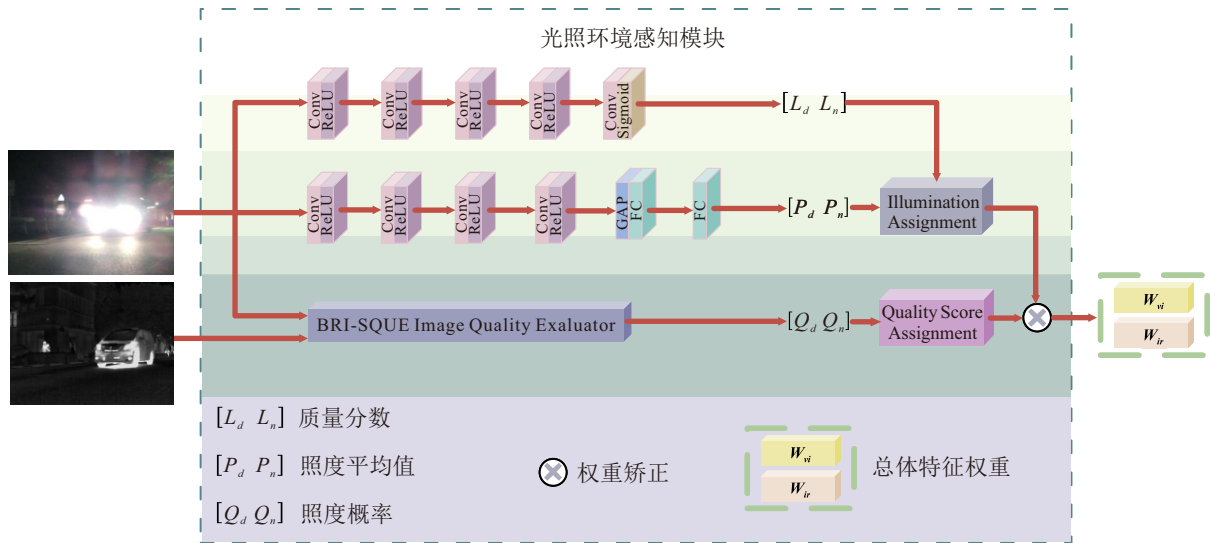 光照环境感知模块
Conv ReLU
Conv ReLU
Conv ReLU
Conv ReLU
Conv Sigmoid
[L_d L_n]
Conv ReLU
Conv ReLU
Conv ReLU
Conv ReLU
GAP FC
FC
[P_d P_n]
Illumination
Assignment
BRI-SQUE Image Quality Exaluator
[Q_d Q_n]
Quality Score
Assignment
W_vi
W_ir
[L_d L_n] 质量分数
[P_d P_n] 照度平均值
[Q_d Q_n] 照度概率
权重矫正
W_vi
W_ir
总体特征权重